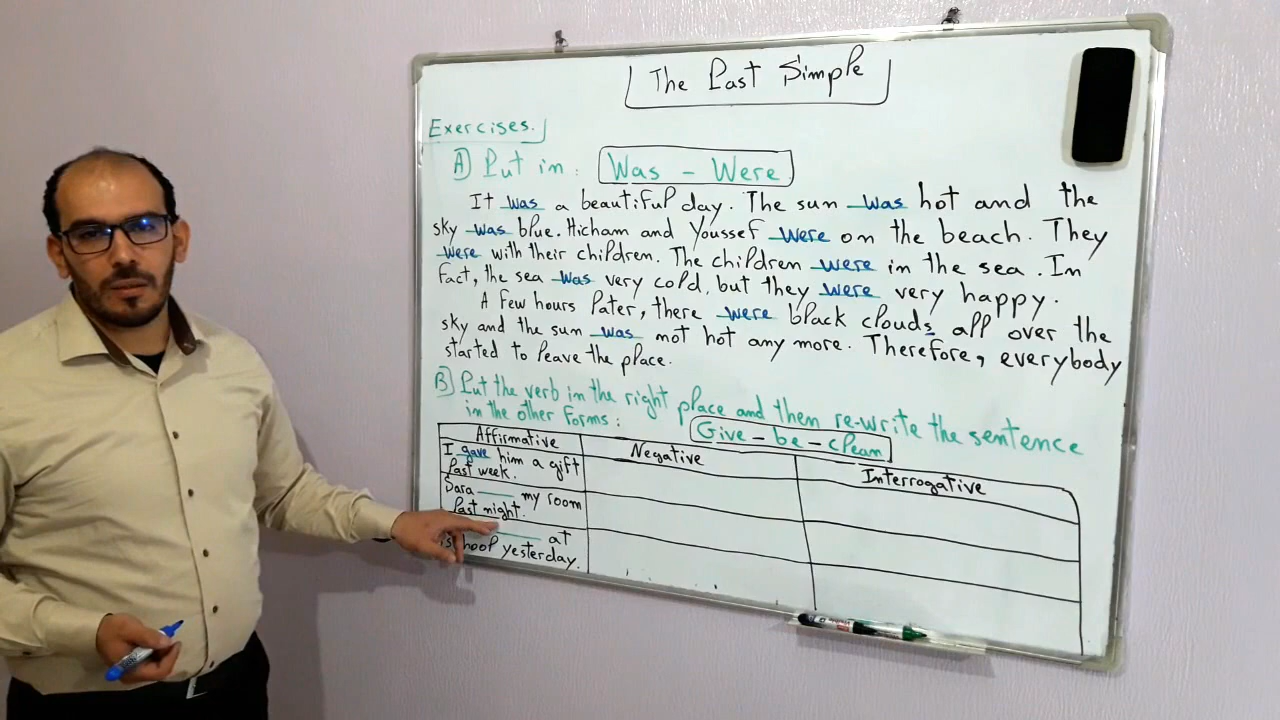 The Past Simple
Exercises.
A) Put in: Was - Were
It was a beautiful day. The sun was hot and the
sky was blue. Hicham and Youssef were on the beach. They
were with their children. The children were in the sea. In
fact, the sea was very cold, but they were very happy.
A few hours later, there were black clouds all over the
sky and the sun was not hot any more. Therefore, everybody
started to leave the place.
B) Put the verb in the right place and then re-write the sentence
in the other forms:
Give - be - clean
Affirmative
Negative
Interrogative
I gave him a gift
last week.
Sara ____ my room
last night.
____ at
school yesterday.